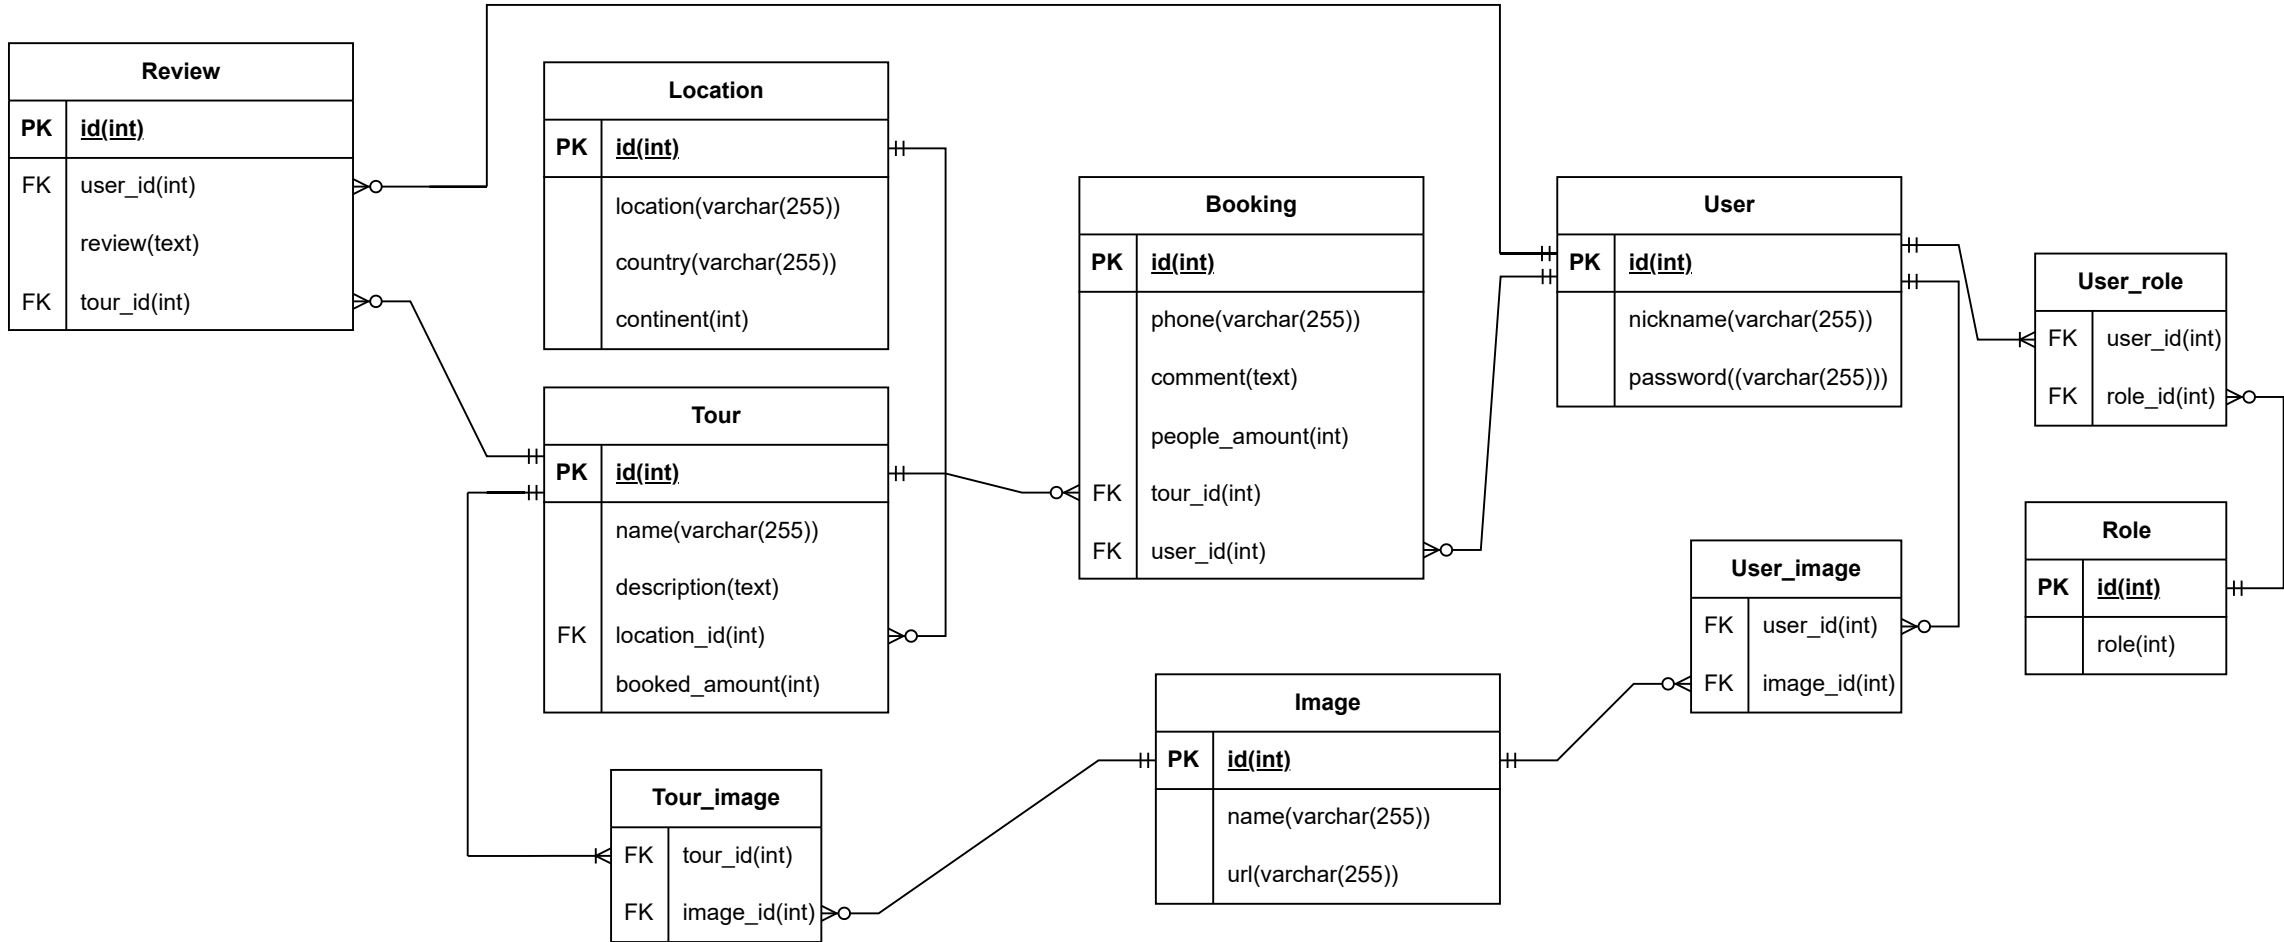 Review
PK id(int)
FK user_id(int)
review(text)
FK tour_id(int)
Location
PK id(int)
location(varchar(255))
country(varchar(255))
continent(int)
Tour
PK id(int)
name(varchar(255))
description(text)
FK location_id(int)
booked_amount(int)
Tour_image
FK tour_id(int)
FK image_id(int)
Booking
PK id(int)
phone(varchar(255))
comment(text)
people_amount(int)
FK tour_id(int)
FK user_id(int)
Image
PK id(int)
name(varchar(255))
url(varchar(255))
User
PK id(int)
nickname(varchar(255))
password((varchar(255)))
User_image
FK user_id(int)
FK image_id(int)
User_role
FK user_id(int)
FK role_id(int)
Role
PK id(int)
role(int)